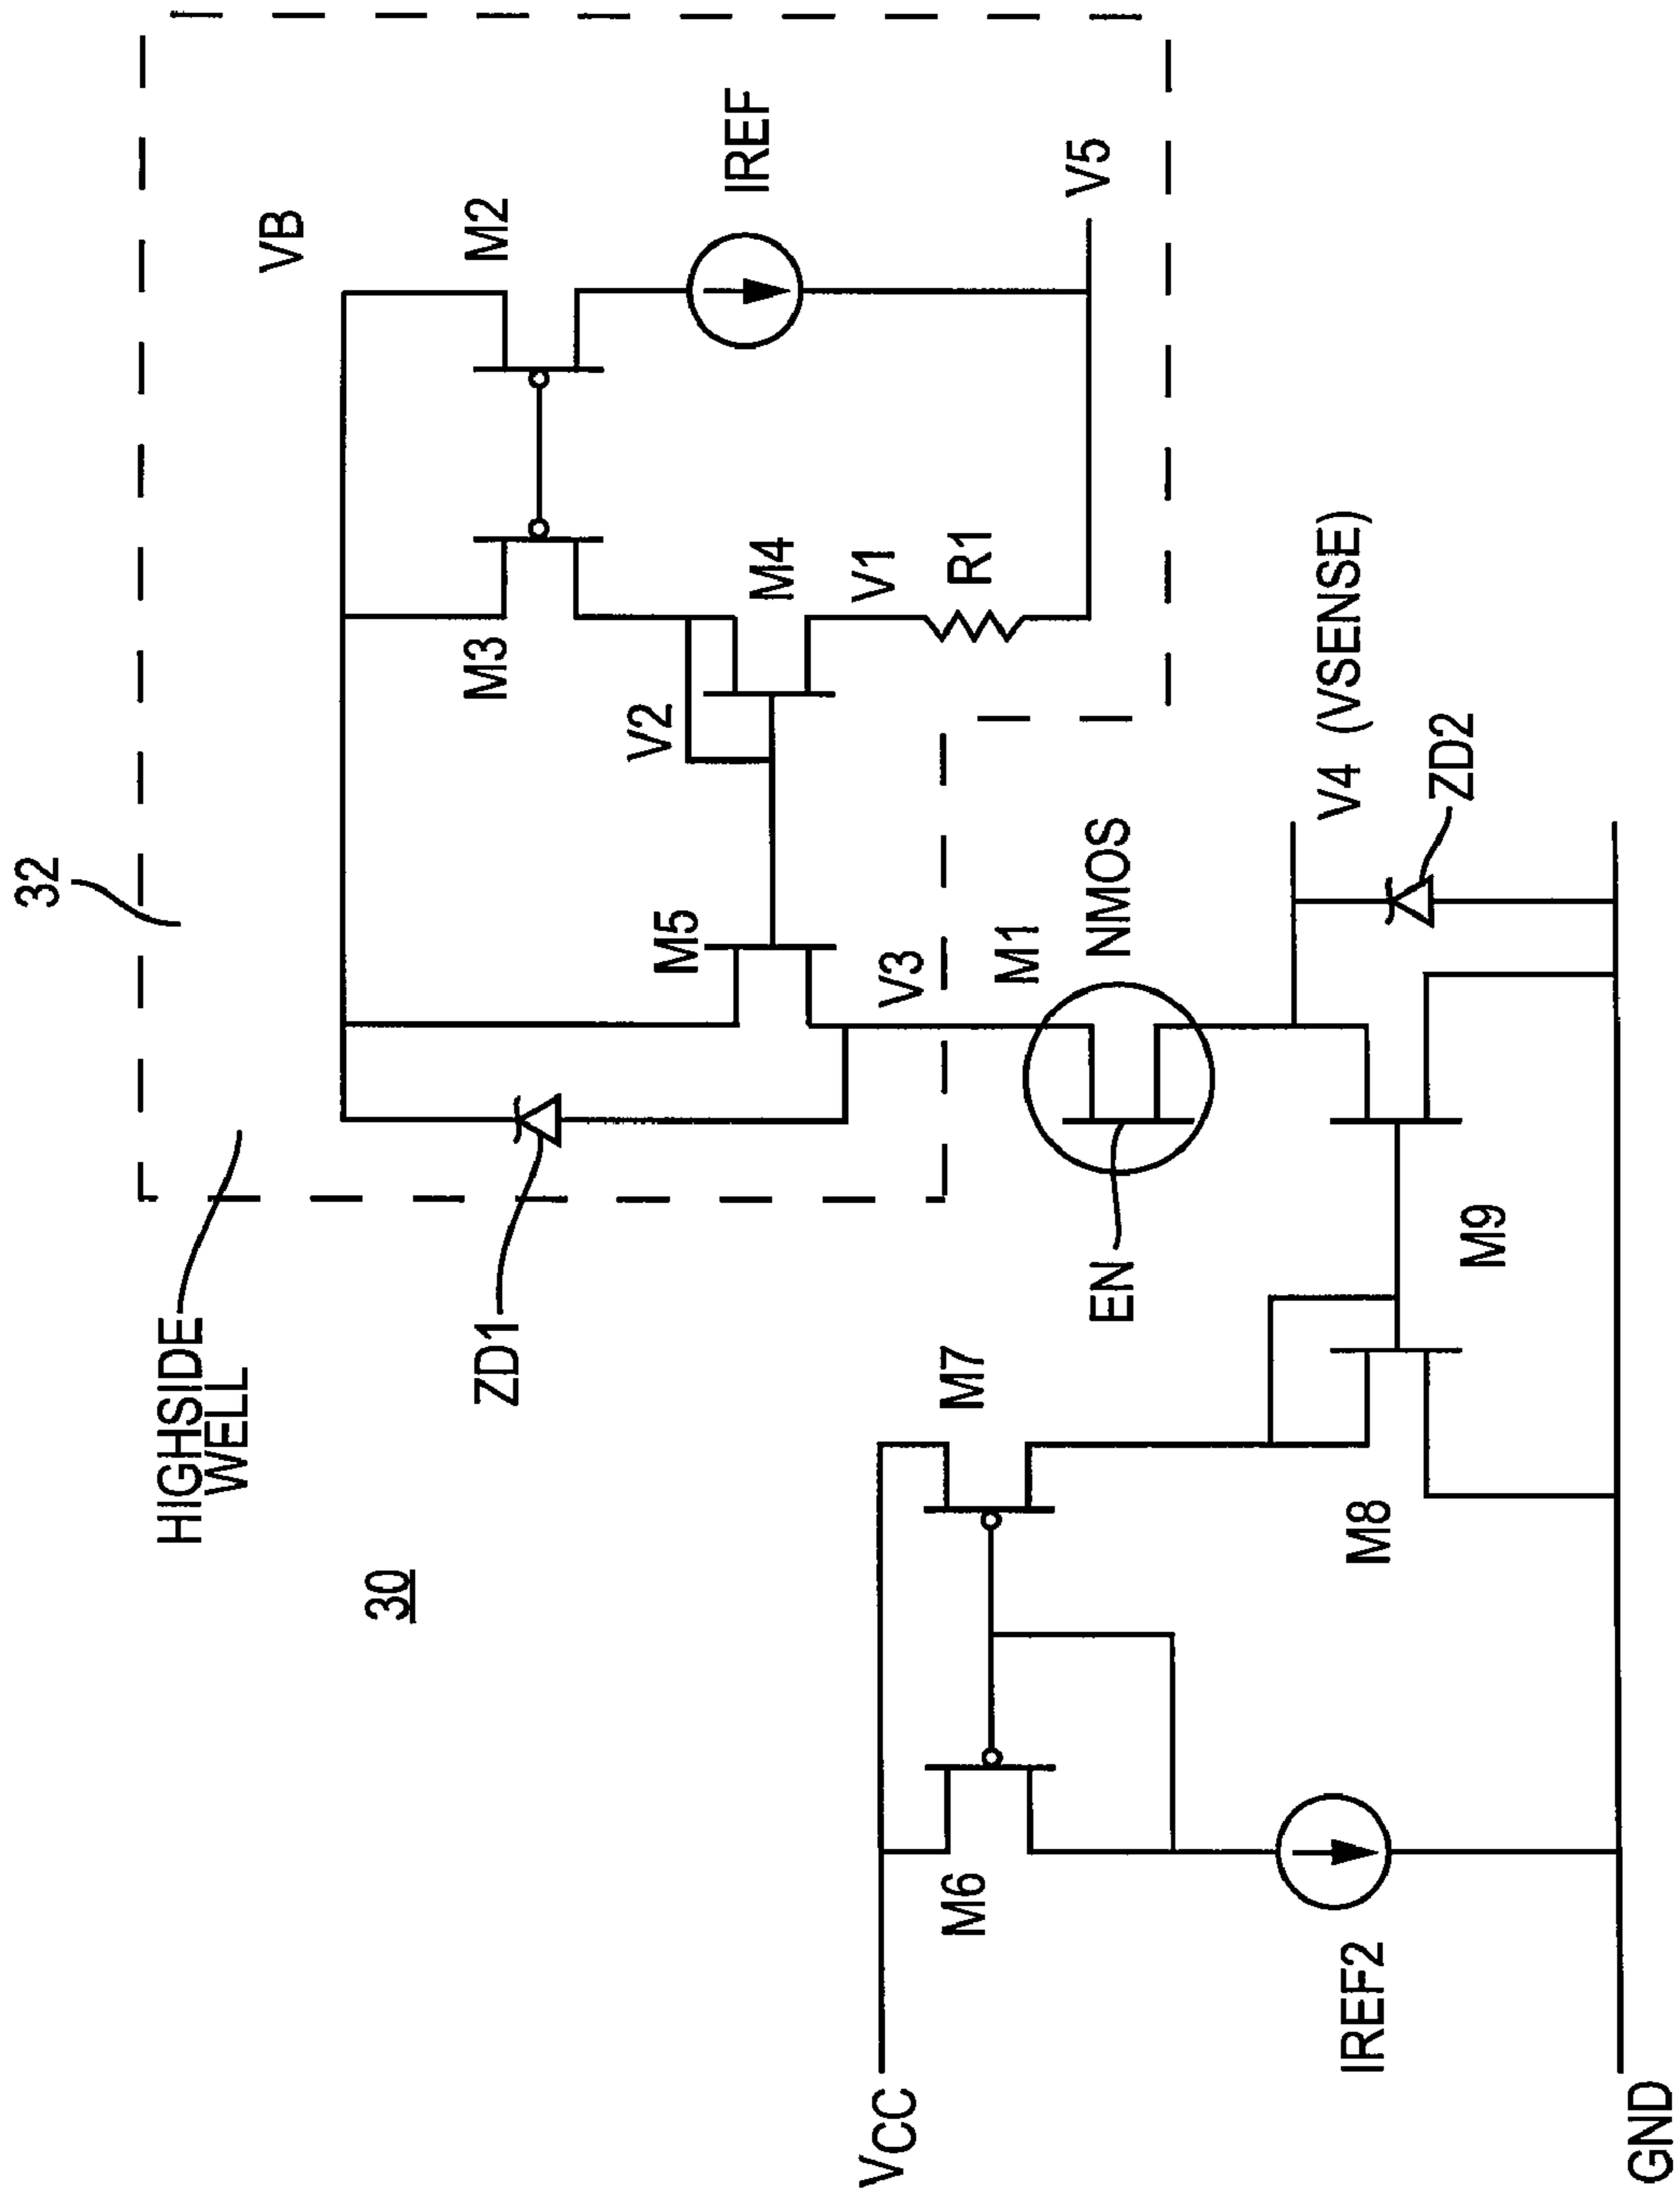 32
HIGHSIDE
WELL
30
VB
M2
IREF
M3
M4
V2
V1
R1
V5
M5
V3
ZD1
M1
NMOS
EN
V4 (VSENSE)
ZD2
M7
M6
M8
M9
IREF2
VCC
GND